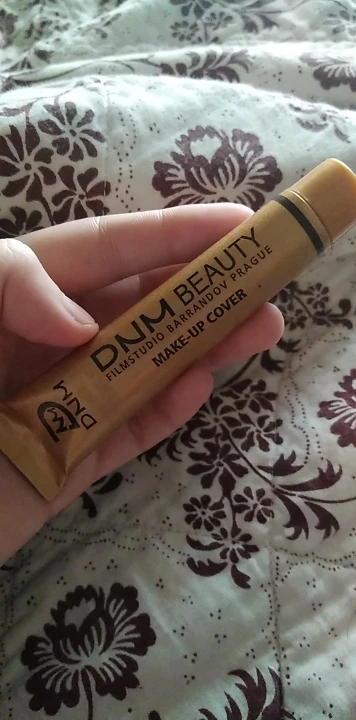 DNM BEAUTY
FILMSTUDIO BARRANDOV PRAGUE
MAKE-UP COVER
DNM